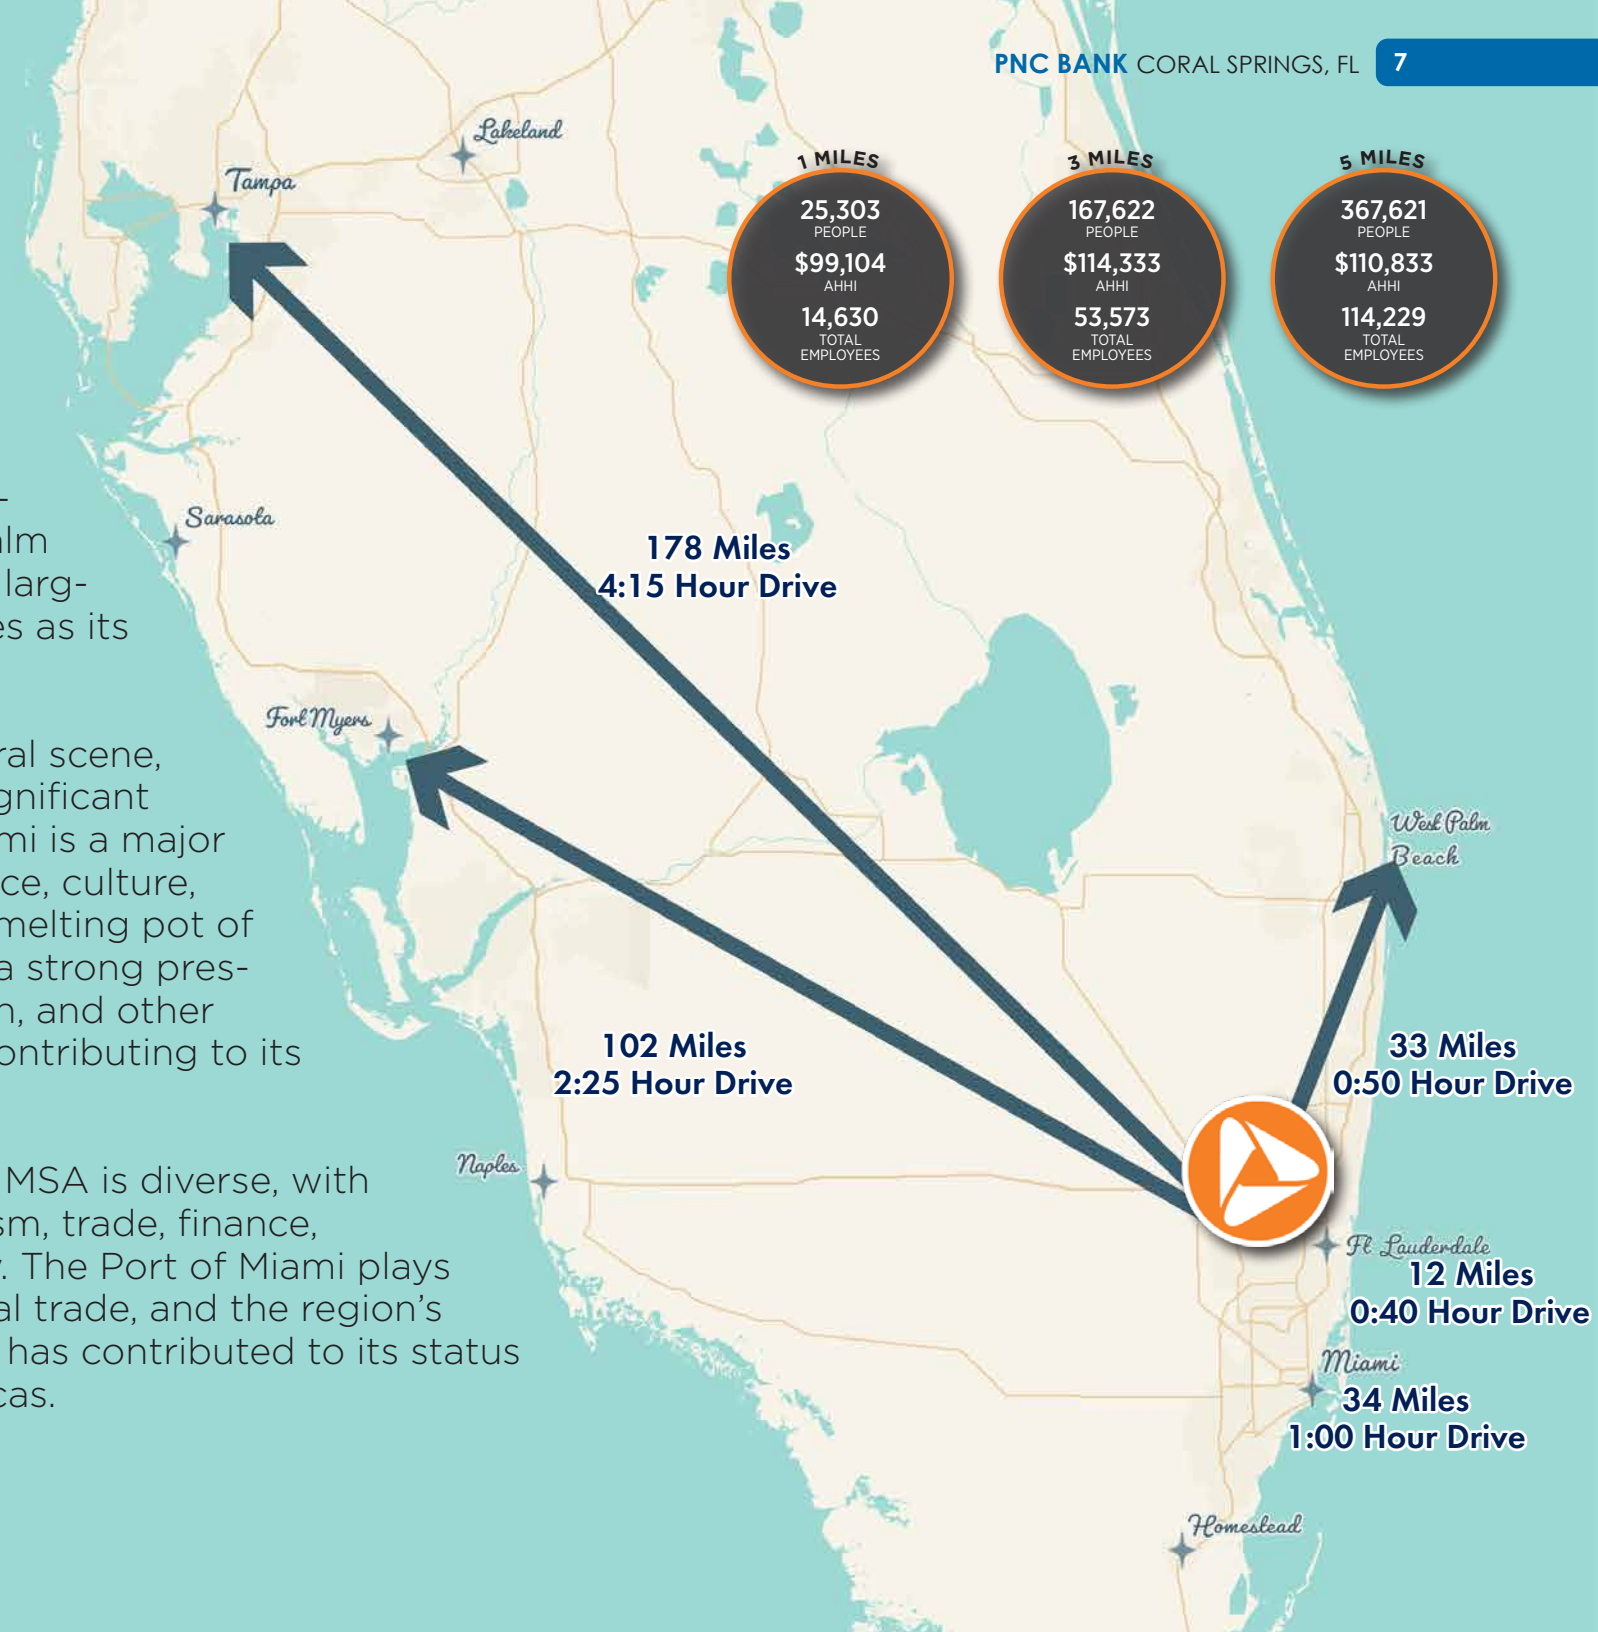 PNC BANK CORAL SPRINGS, FL 7
1 MILES
25,303
PEOPLE
$99,104
AHHI
14,630
TOTAL
EMPLOYEES
3 MILES
167,622
PEOPLE
$114,333
AHHI
53,573
TOTAL
EMPLOYEES
5 MILES
367,621
PEOPLE
$110,833
AHHI
114,229
TOTAL
EMPLOYEES
Lakeland
Tampa
Sarasota
178 Miles
4:15 Hour Drive
Fort Myers
West Palm
Beach
102 Miles
2:25 Hour Drive
33 Miles
0:50 Hour Drive
Naples
Ft Lauderdale
12 Miles
0:40 Hour Drive
Miami
34 Miles
1:00 Hour Drive
Homestead
-
alm
larg-
es as its
ral scene,
gnificant
mi is a major
ce, culture,
melting pot of
a strong pres-
n, and other
ontributing to its
MSA is diverse, with
sm, trade, finance,
. The Port of Miami plays
al trade, and the region's
has contributed to its status
cas.